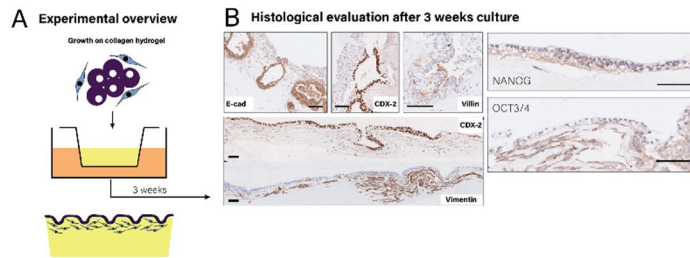 A Experimental overview
Growth on collagen hydrogel
3 weeks
B Histological evaluation after 3 weeks culture
E-cad
CDX-2
Villin
CDX-2
Vimentin
NANOG
OCT3/4